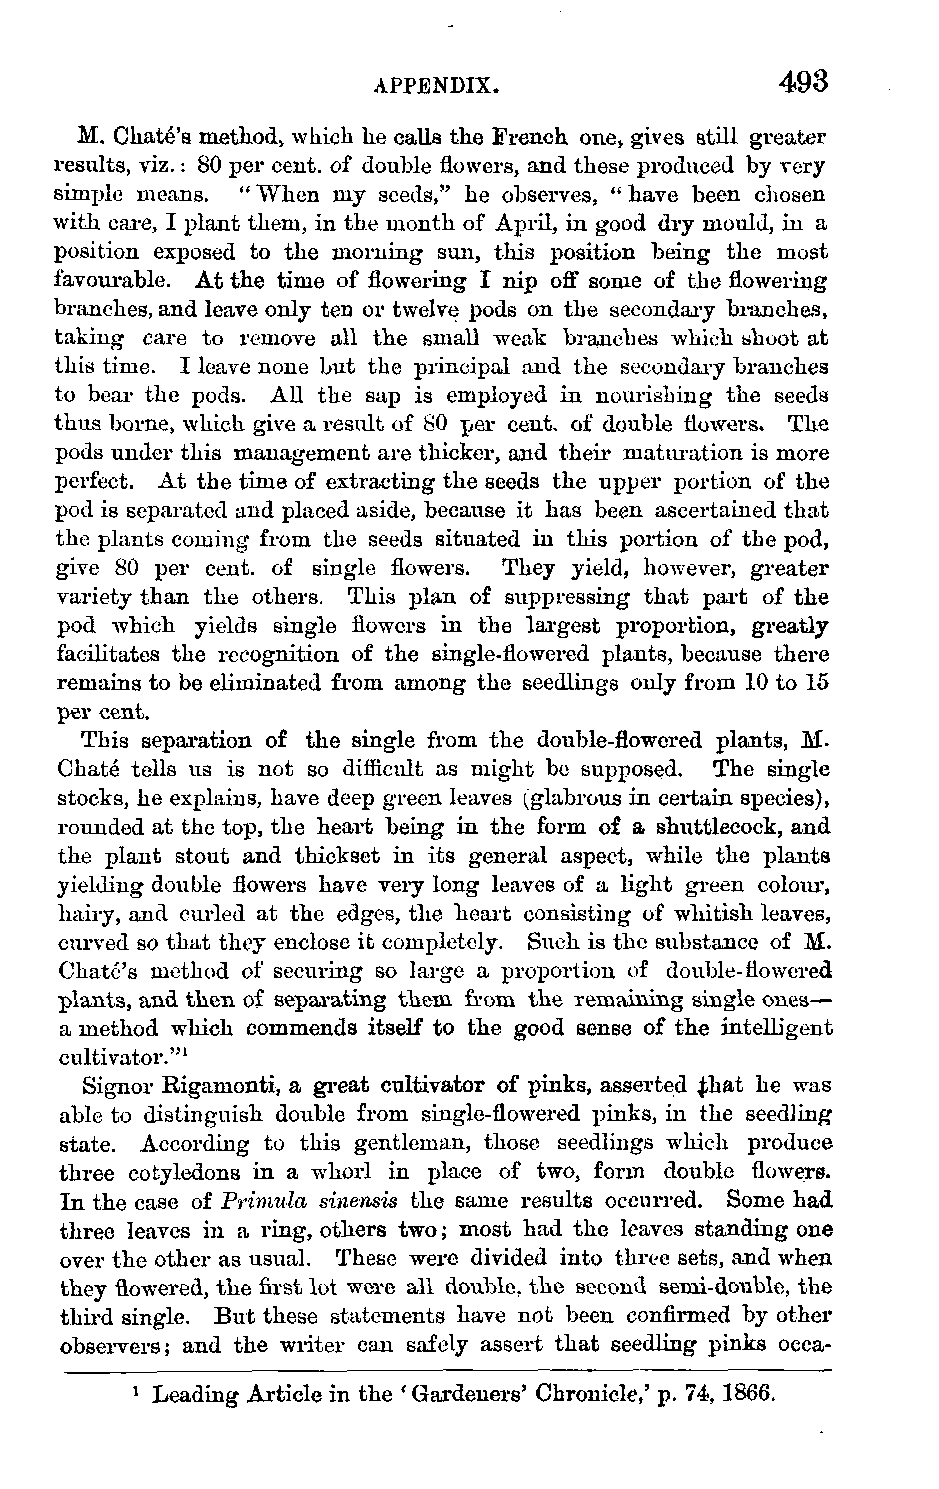 APPENDIX. 493
M. Chaté's method, which he calls the French one, gives still greater
results, viz.: 80 per cent. of double flowers, and these produced by very
simple means. "When my seeds," he observes, "have been chosen
with care, I plant them, in the month of April, in good dry mould, in a
position exposed to the morning sun, this position being the most
favourable. At the time of flowering I nip off some of the flowering
branches, and leave only ten or twelve pods on the secondary branches,
taking care to remove all the small weak branches which shoot at
this time. I leave none but the principal and the secondary branches
to bear the pods. All the sap is employed in nourishing the seeds
thus borne, which give a result of 80 per cent. of double flowers. The
pods under this management are thicker, and their maturation is more
perfect. At the time of extracting the seeds the upper portion of the
pod is separated and placed aside, because it has been ascertained that
the plants coming from the seeds situated in this portion of the pod,
give 80 per cent. of single flowers. They yield, however, greater
variety than the others. This plan of suppressing that part of the
pod which yields single flowers in the largest proportion, greatly
facilitates the recognition of the single-flowered plants, because there
remains to be eliminated from among the seedlings only from 10 to 15
per cent.
This separation of the single from the double-flowered plants, M.
Chaté tells us is not so difficult as might be supposed. The single
stocks, he explains, have deep green leaves (glabrous in certain species),
rounded at the top, the heart being in the form of a shuttlecock, and
the plant stout and thickset in its general aspect, while the plants
yielding double flowers have very long leaves of a light green colour,
hairy, and curled at the edges, the heart consisting of whitish leaves,
curved so that they enclose it completely. Such is the substance of M.
Chaté's method of securing so large a proportion of double-flowered
plants, and then of separating them from the remaining single ones—
a method which commends itself to the good sense of the intelligent
cultivator."¹
Signor Rigamonti, a great cultivator of pinks, asserted that he was
able to distinguish double from single-flowered pinks, in the seedling
state. According to this gentleman, those seedlings which produce
three cotyledons in a whorl in place of two, form double flowers.
In the case of Primula sinensis the same results occurred. Some had
three leaves in a ring, others two; most had the leaves standing one
over the other as usual. These were divided into three sets, and when
they flowered, the first lot were all double, the second semi-double, the
third single. But these statements have not been confirmed by other
observers; and the writer can safely assert that seedling pinks occa-
¹ Leading Article in the 'Gardeners' Chronicle,' p. 74, 1866.